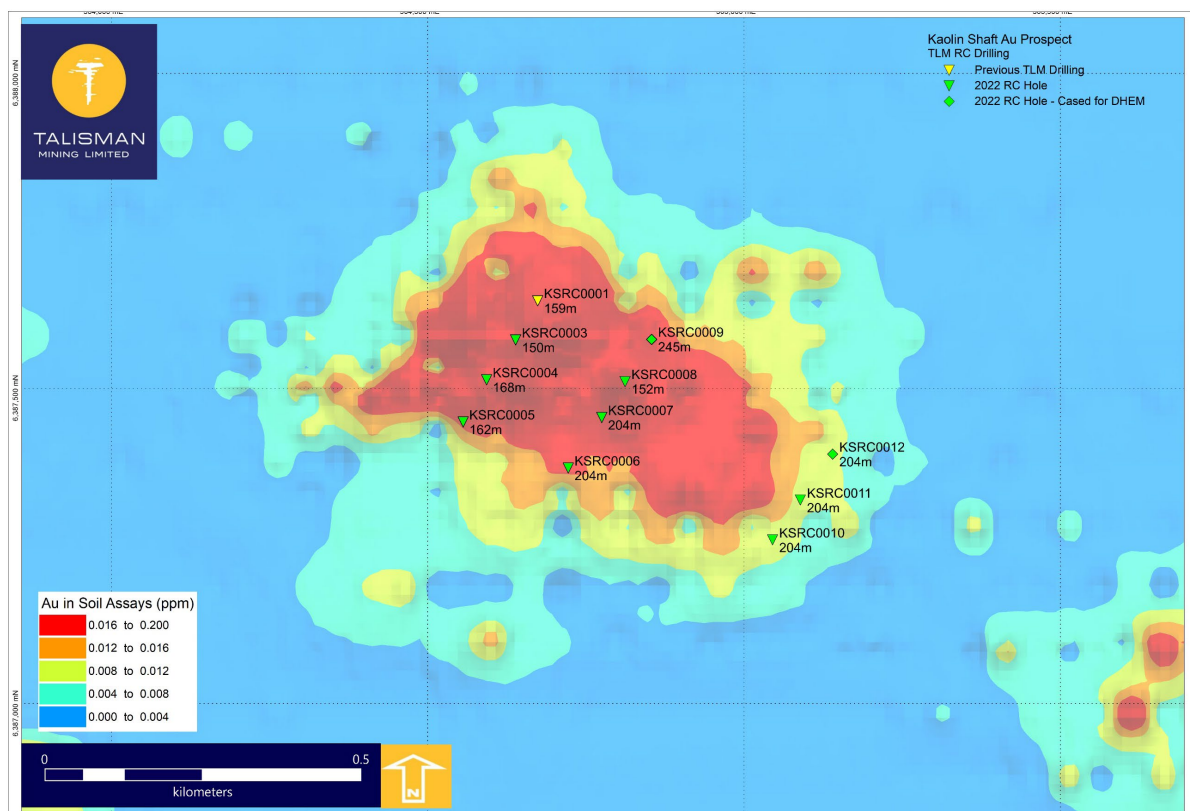 TALISMAN
MINING LIMITED
Kaolin Shaft Au Prospect
TLM RC Drilling
Previous TLM Drilling
2022 RC Hole
2022 RC Hole - Cased for DHEM
6,388,000 mN
KSRC0001
159m
KSRC0003
150m
KSRC0009
245m
KSRC0004
168m
KSRC0008
152m
6,387,500 mN
KSRC0005
162m
KSRC0007
204m
KSRC0006
204m
KSRC0012
204m
KSRC0011
204m
KSRC0010
204m
Au in Soil Assays (ppm)
0.016 to 0.200
0.012 to 0.016
0.008 to 0.012
0.004 to 0.008
0.000 to 0.004
6,387,000 mN
0 0.5
kilometers
N